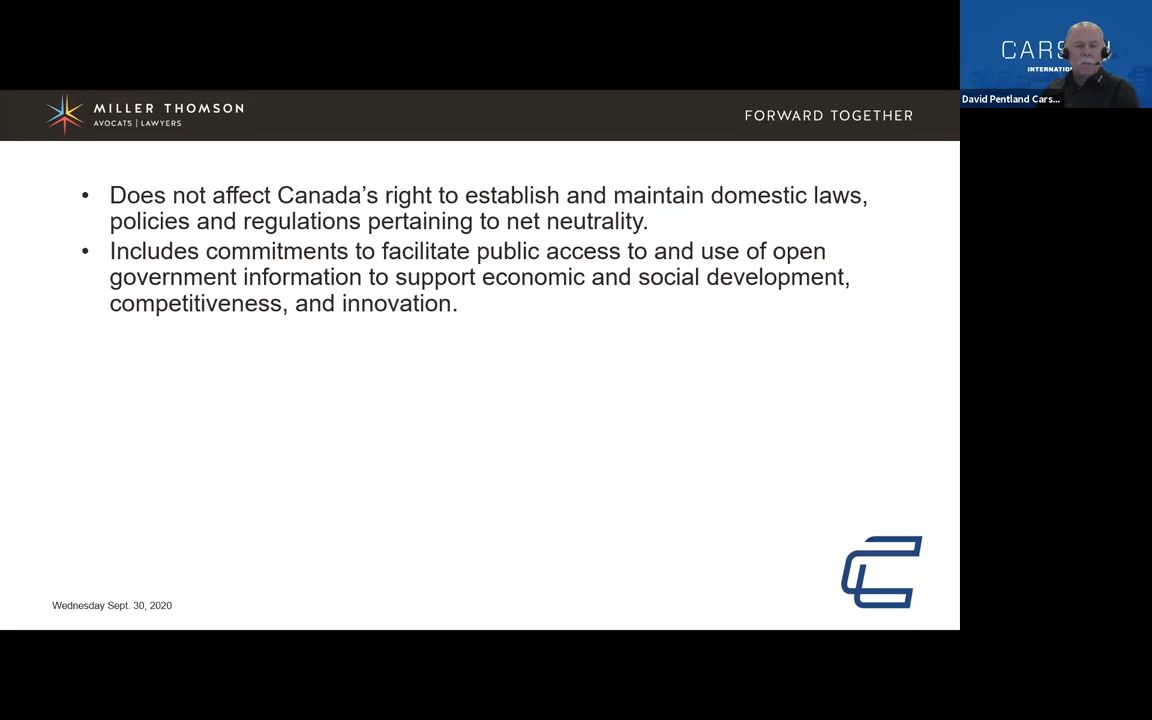 CARS
INTERNATIO
David Pentland Cars...
MILLER THOMSON
AVOCATS | LAWYERS
FORWARD TOGETHER
• Does not affect Canada’s right to establish and maintain domestic laws,
policies and regulations pertaining to net neutrality.
• Includes commitments to facilitate public access to and use of open
government information to support economic and social development,
competitiveness, and innovation.
Wednesday Sept. 30, 2020